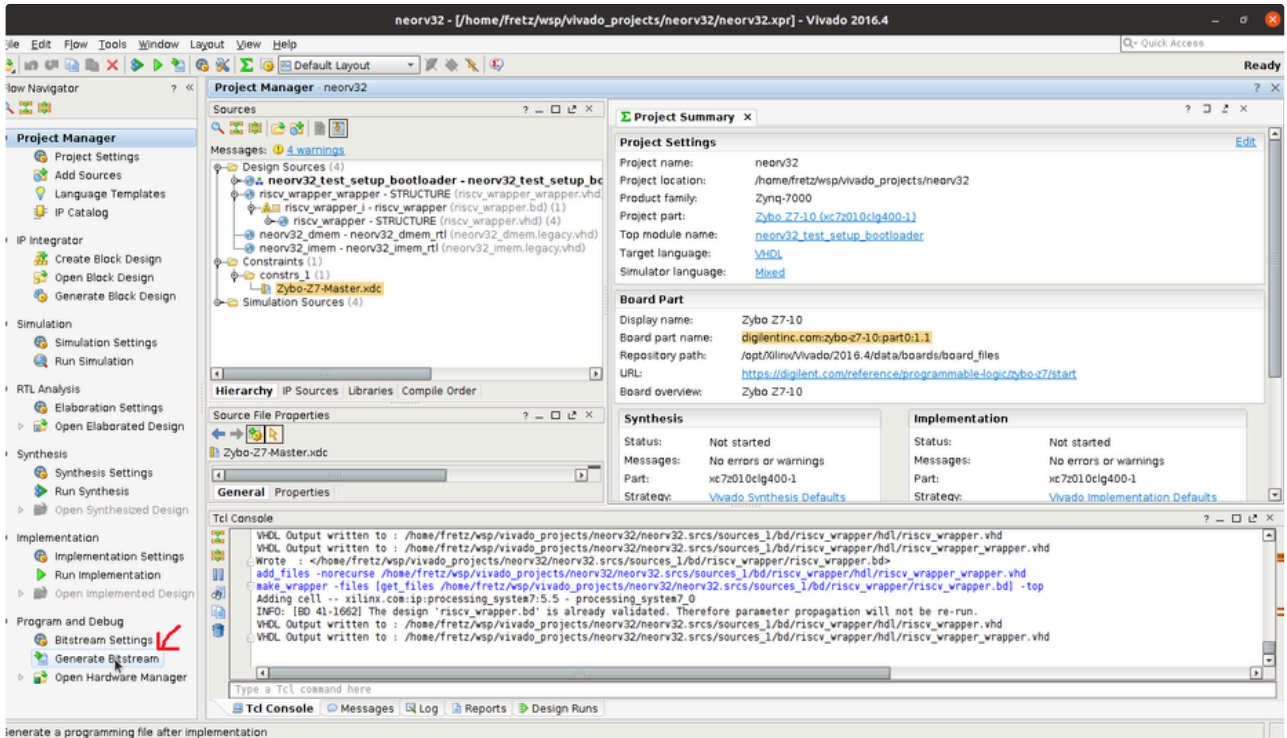 neorv32 - [/home/fretz/wsp/vivado_projects/neorv32/neorv32.xpr] - Vivado 2016.4
ile Edit Flow Tools Window Layout View Help
Quick Access
Default Layout
Ready
Flow Navigator
Project Manager - neorv32
Project Manager
Project Settings
Add Sources
Language Templates
IP Catalog
IP Integrator
Create Block Design
Open Block Design
Generate Block Design
Simulation
Simulation Settings
Run Simulation
RTL Analysis
Elaboration Settings
Open Elaborated Design
Synthesis
Synthesis Settings
Run Synthesis
Open Synthesized Design
Implementation
Implementation Settings
Run Implementation
Open Implemented Design
Program and Debug
Bitstream Settings
Generate Bitstream
Open Hardware Manager
Sources
Messages: 4 warnings
Design Sources (4)
neorv32_test_setup_bootloader - neorv32_test_setup_bo
riscv_wrapper_wrapper - STRUCTURE (riscv_wrapper_wrapper.vhd
riscv_wrapper_i - riscv_wrapper (riscv_wrapper.bd) (1)
riscv_wrapper - STRUCTURE (riscv_wrapper.vhd) (4)
neorv32_dmem - neorv32_dmem_rtl (neorv32_dmem.legacy.vhd)
neorv32_imem - neorv32_imem_rtl (neorv32_imem.legacy.vhd)
Constraints (1)
constrs_1 (1)
Zybo-Z7-Master.xdc
Simulation Sources (4)
Hierarchy IP Sources Libraries Compile Order
Source File Properties
Zybo-Z7-Master.xdc
General Properties
Project Summary
Project Settings
Edit
Project name: neorv32
Project location: /home/fretz/wsp/vivado_projects/neorv32
Product family: Zynq-7000
Project part: Zybo Z7-10 (xc7z010clg400-1)
Top module name: neorv32_test_setup_bootloader
Target language: VHDL
Simulator language: Mixed
Board Part
Display name: Zybo Z7-10
Board part name: digilentinc.com:zybo-z7-10:part0:1.1
Repository path: /opt/Xilinx/Vivado/2016.4/data/boards/board_files
URL: https://digilent.com/reference/programmable-logic/zybo-z7/start
Board overview: Zybo Z7-10
Synthesis
Status: Not started
Messages: No errors or warnings
Part: xc7z010clg400-1
Strategy: Vivado Synthesis Defaults
Implementation
Status: Not started
Messages: No errors or warnings
Part: xc7z010clg400-1
Strategy: Vivado Implementation Defaults
Tcl Console
VHDL Output written to : /home/fretz/wsp/vivado_projects/neorv32/neorv32.srcs/sources_1/bd/riscv_wrapper/hdl/riscv_wrapper.vhd
VHDL Output written to : /home/fretz/wsp/vivado_projects/neorv32/neorv32.srcs/sources_1/bd/riscv_wrapper/hdl/riscv_wrapper_wrapper.vhd
Wrote : </home/fretz/wsp/vivado_projects/neorv32/neorv32.srcs/sources_1/bd/riscv_wrapper/riscv_wrapper.bd>
add_files -norecurse /home/fretz/wsp/vivado_projects/neorv32/neorv32.srcs/sources_1/bd/riscv_wrapper/hdl/riscv_wrapper_wrapper.vhd
make_wrapper -files [get_files /home/fretz/wsp/vivado_projects/neorv32/neorv32.srcs/sources_1/bd/riscv_wrapper/riscv_wrapper.bd] -top
Adding cell -- xilinx.com:ip:processing_system7:5.5 - processing_system7_0
INFO: [BD 41-1662] The design 'riscv_wrapper.bd' is already validated. Therefore parameter propagation will not be re-run.
VHDL Output written to : /home/fretz/wsp/vivado_projects/neorv32/neorv32.srcs/sources_1/bd/riscv_wrapper/hdl/riscv_wrapper.vhd
VHDL Output written to : /home/fretz/wsp/vivado_projects/neorv32/neorv32.srcs/sources_1/bd/riscv_wrapper/hdl/riscv_wrapper_wrapper.vhd
Type a Tcl command here
Tcl Console Messages Log Reports Design Runs
Generate a programming file after implementation